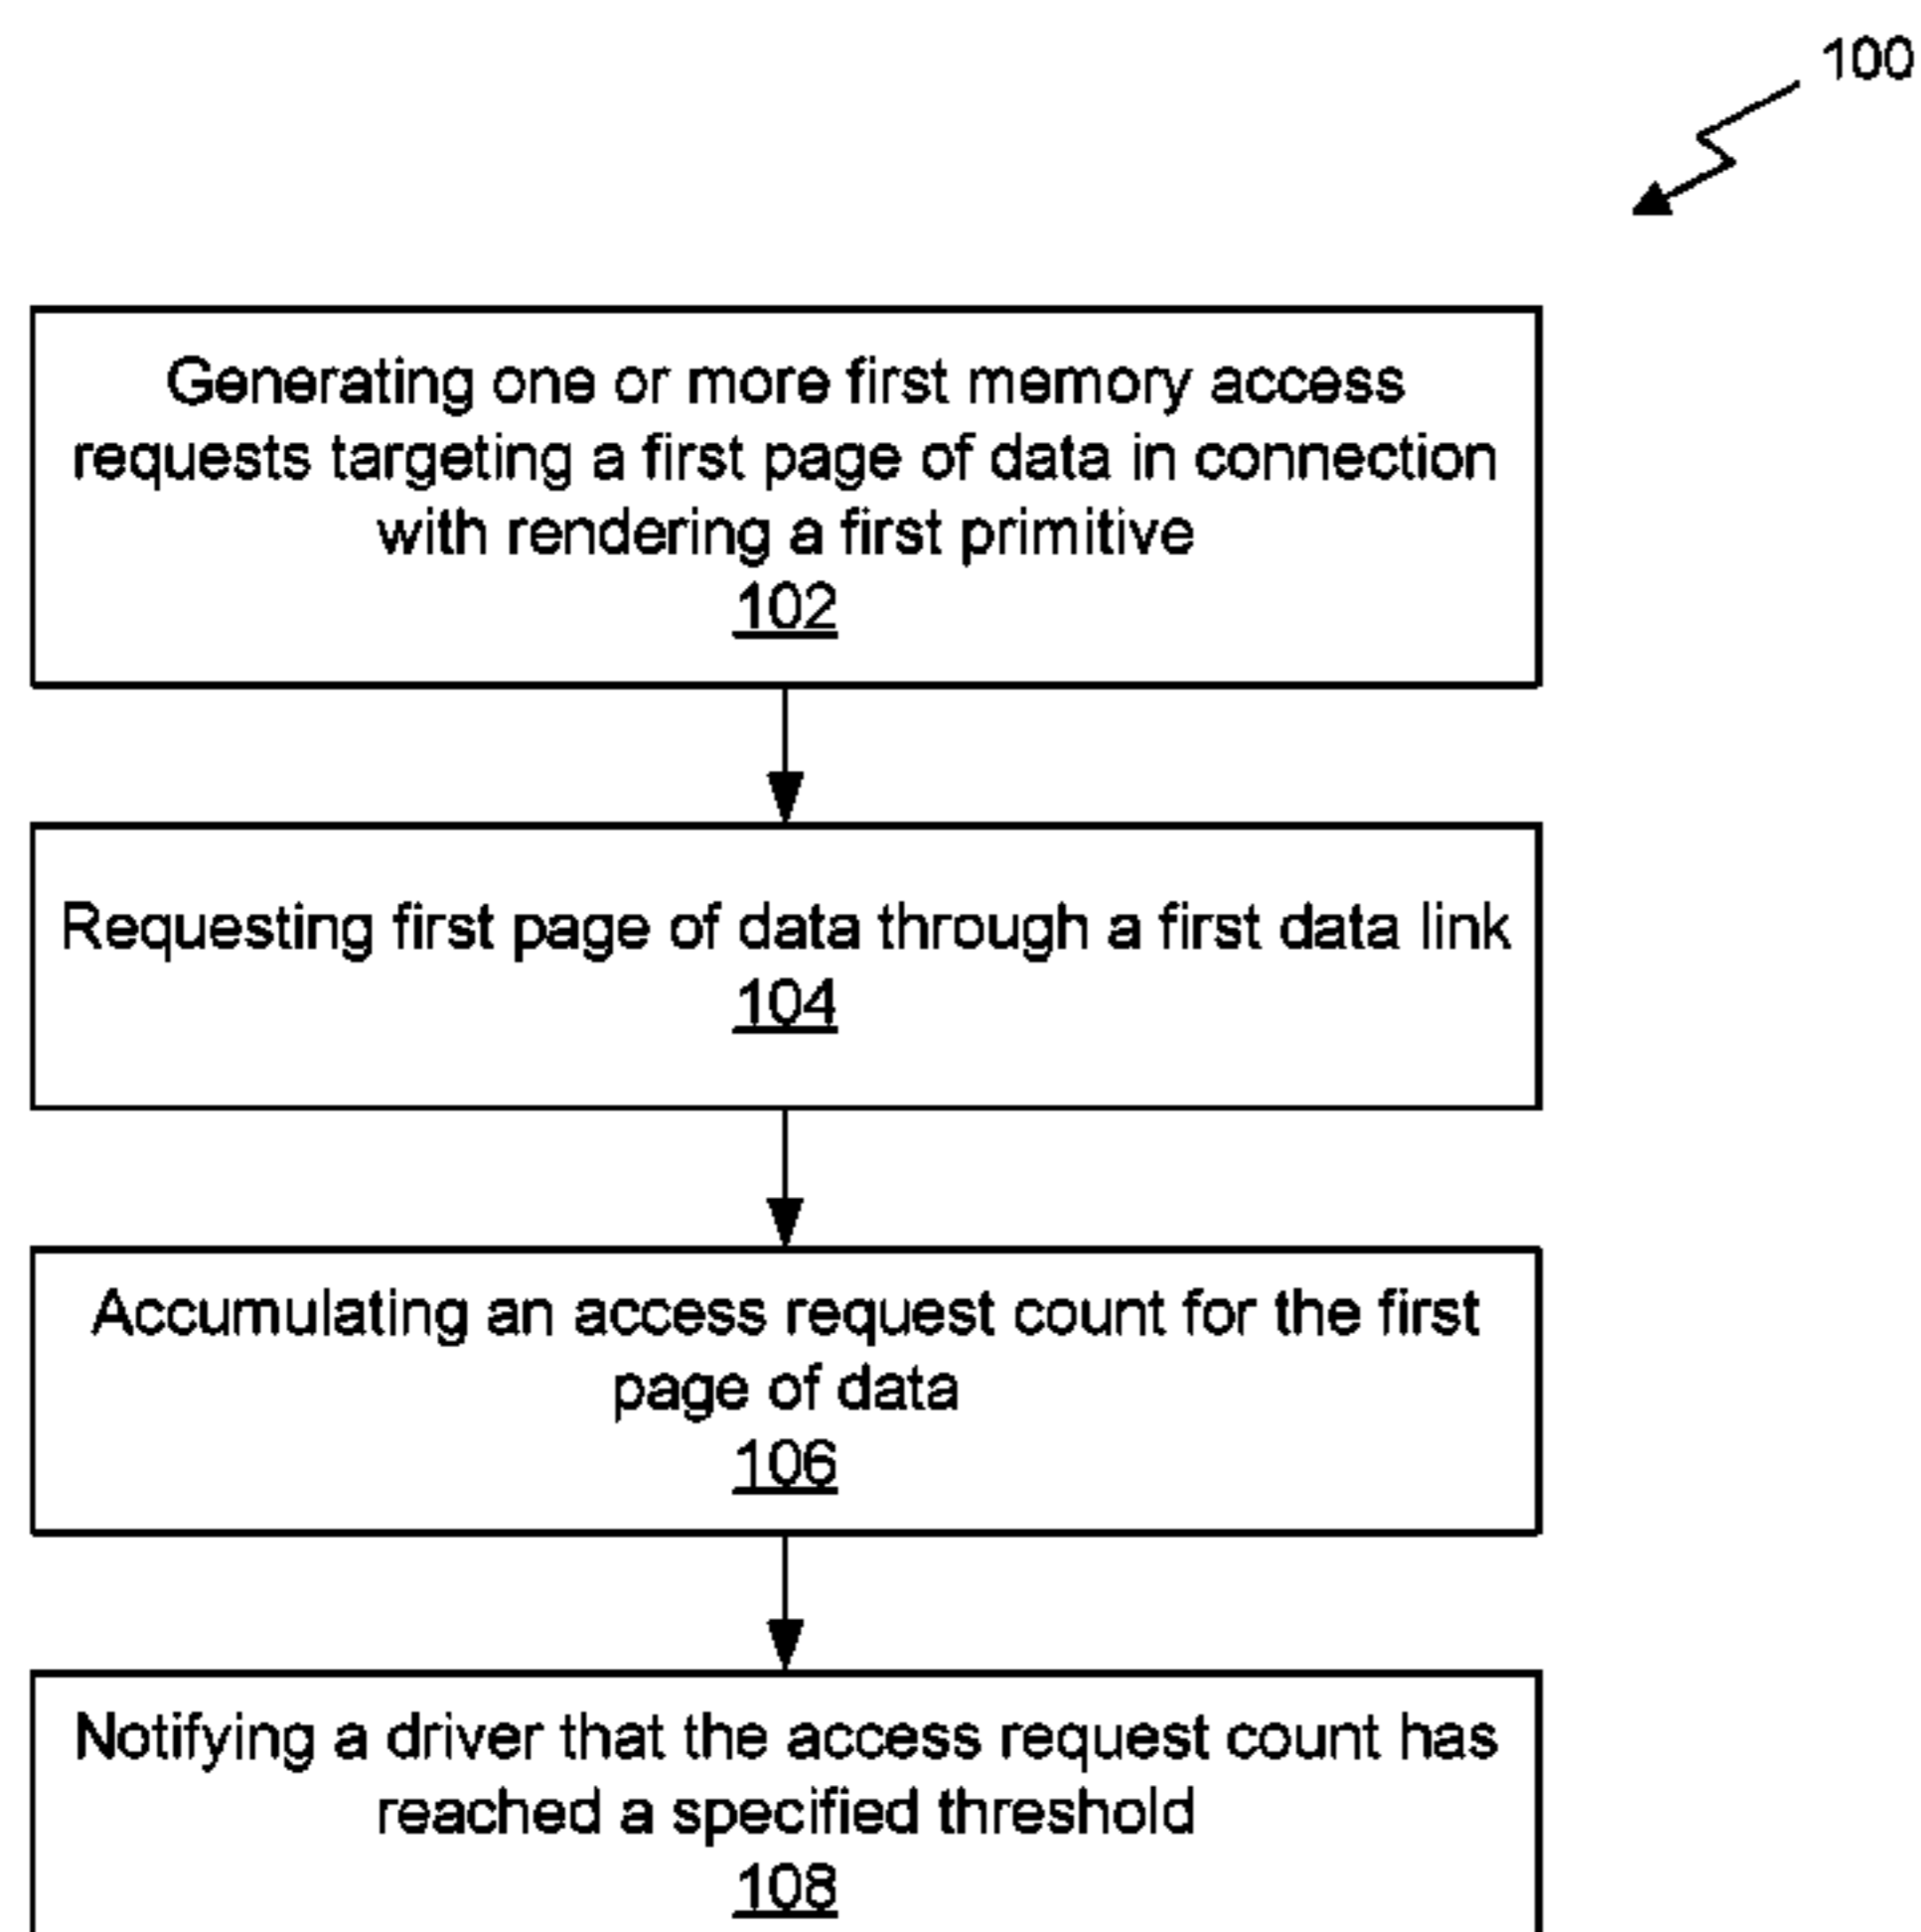 100
Generating one or more first memory access
requests targeting a first page of data in connection
with rendering a first primitive
102
Requesting first page of data through a first data link
104
Accumulating an access request count for the first
page of data
106
Notifying a driver that the access request count has
reached a specified threshold
108